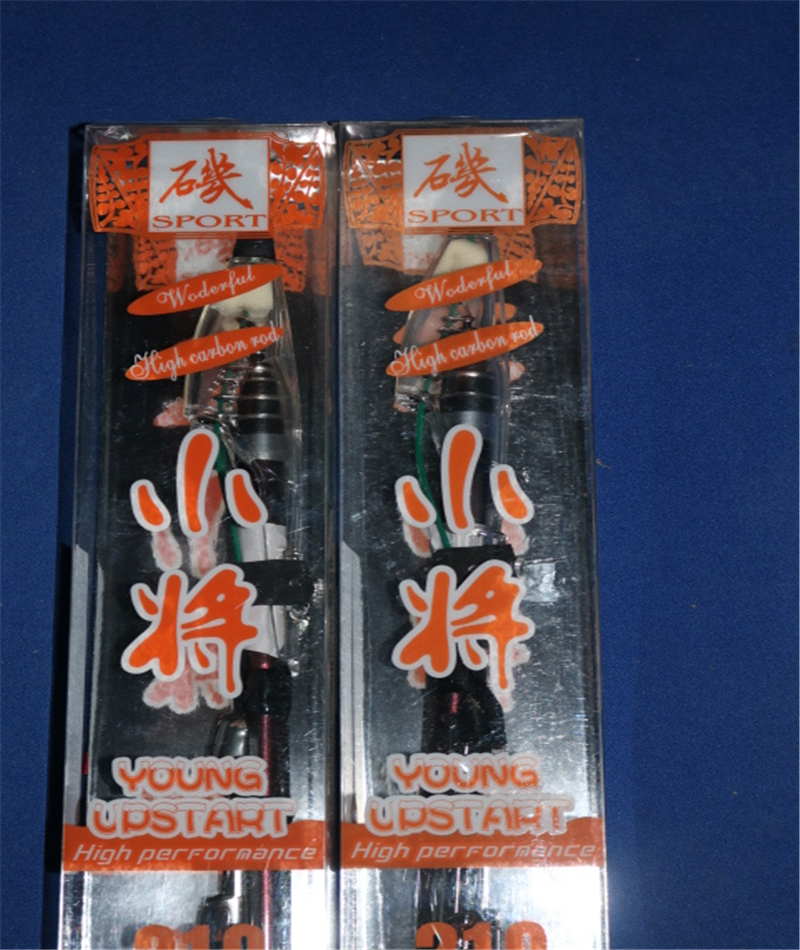 磯
SPORT
Woderful
High carbon rod
小
将
YOUNG
UPSTART
High performance
磯
SPORT
Woderful
High carbon rod
小
将
YOUNG
UPSTART
High performance